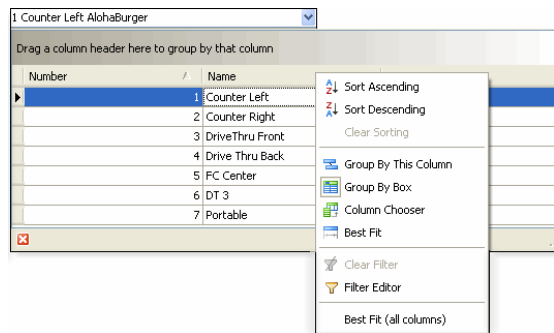 1 Counter Left AlohaBurger
Drag a column header here to group by that column
Number Name
1 Counter Left
2 Counter Right
3 DriveThru Front
4 Drive Thru Back
5 FC Center
6 DT 3
7 Portable
Sort Ascending
Sort Descending
Clear Sorting
Group By This Column
Group By Box
Column Chooser
Best Fit
Clear Filter
Filter Editor
Best Fit (all columns)